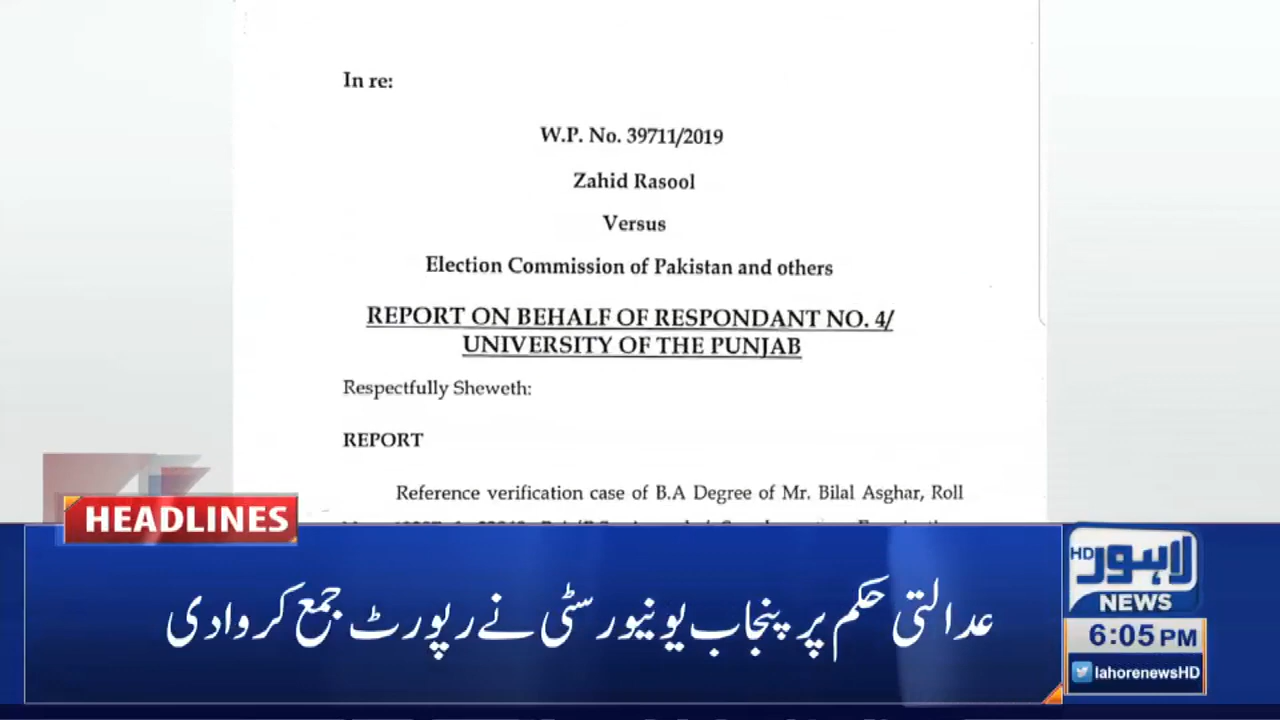 In re:
W.P. No. 39711/2019
Zahid Rasool
Versus
Election Commission of Pakistan and others
REPORT ON BEHALF OF RESPONDANT NO. 4/
UNIVERSITY OF THE PUNJAB
Respectfully Sheweth:
REPORT
Reference verification case of B.A Degree of Mr. Bilal Asghar, Roll
HEADLINES
عدالتی حکم پر پنجاب یونیورسٹی نے رپورٹ جمع کروا دی
HD لاہور
NEWS
6:05 PM
lahorenewsHD